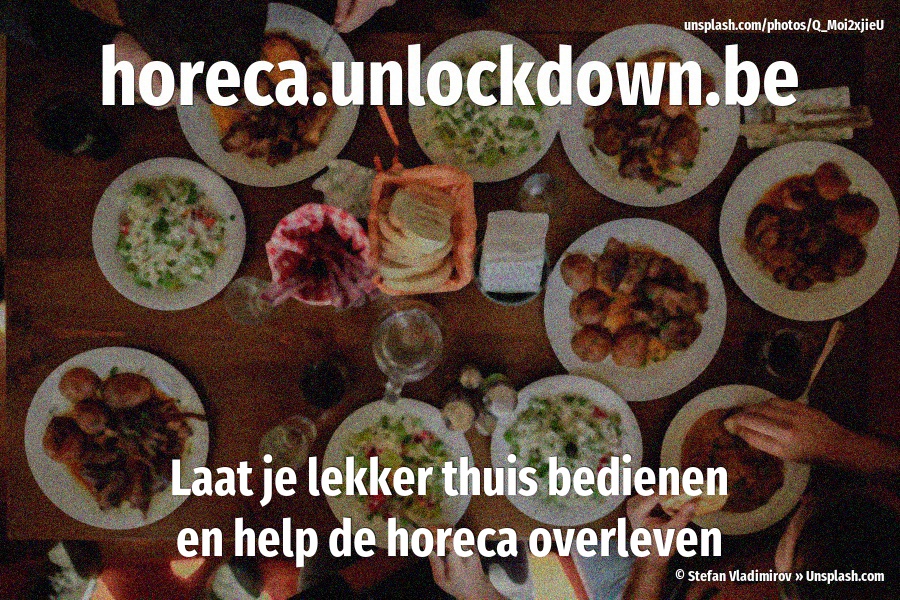 unsplash.com/photos/Q_Moi2xjieU
horeca.unlockdown.be
Laat je lekker thuis bedienen
en help de horeca overleven
© Stefan Vladimirov » Unsplash.com